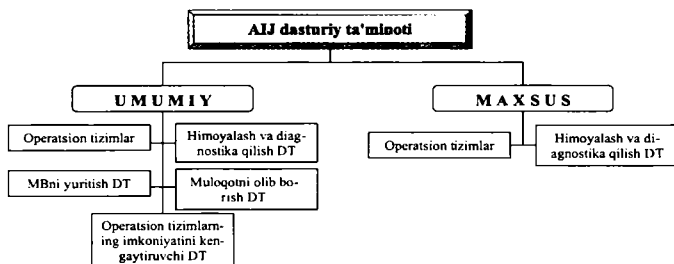 AIJ dasturiy ta'minoti
UMUMIY
MAXSUS
Operatsion tizimlar
Himoyalash va diag-
nostika qilish DT
MBni yuritish DT
Muloqotni olib bo-
rish DT
Operatsion tizimlarn-
ing imkoniyatini ken-
gaytiruvchi DT
Operatsion tizimlar
Himoyalash va di-
agnostika qilish DT